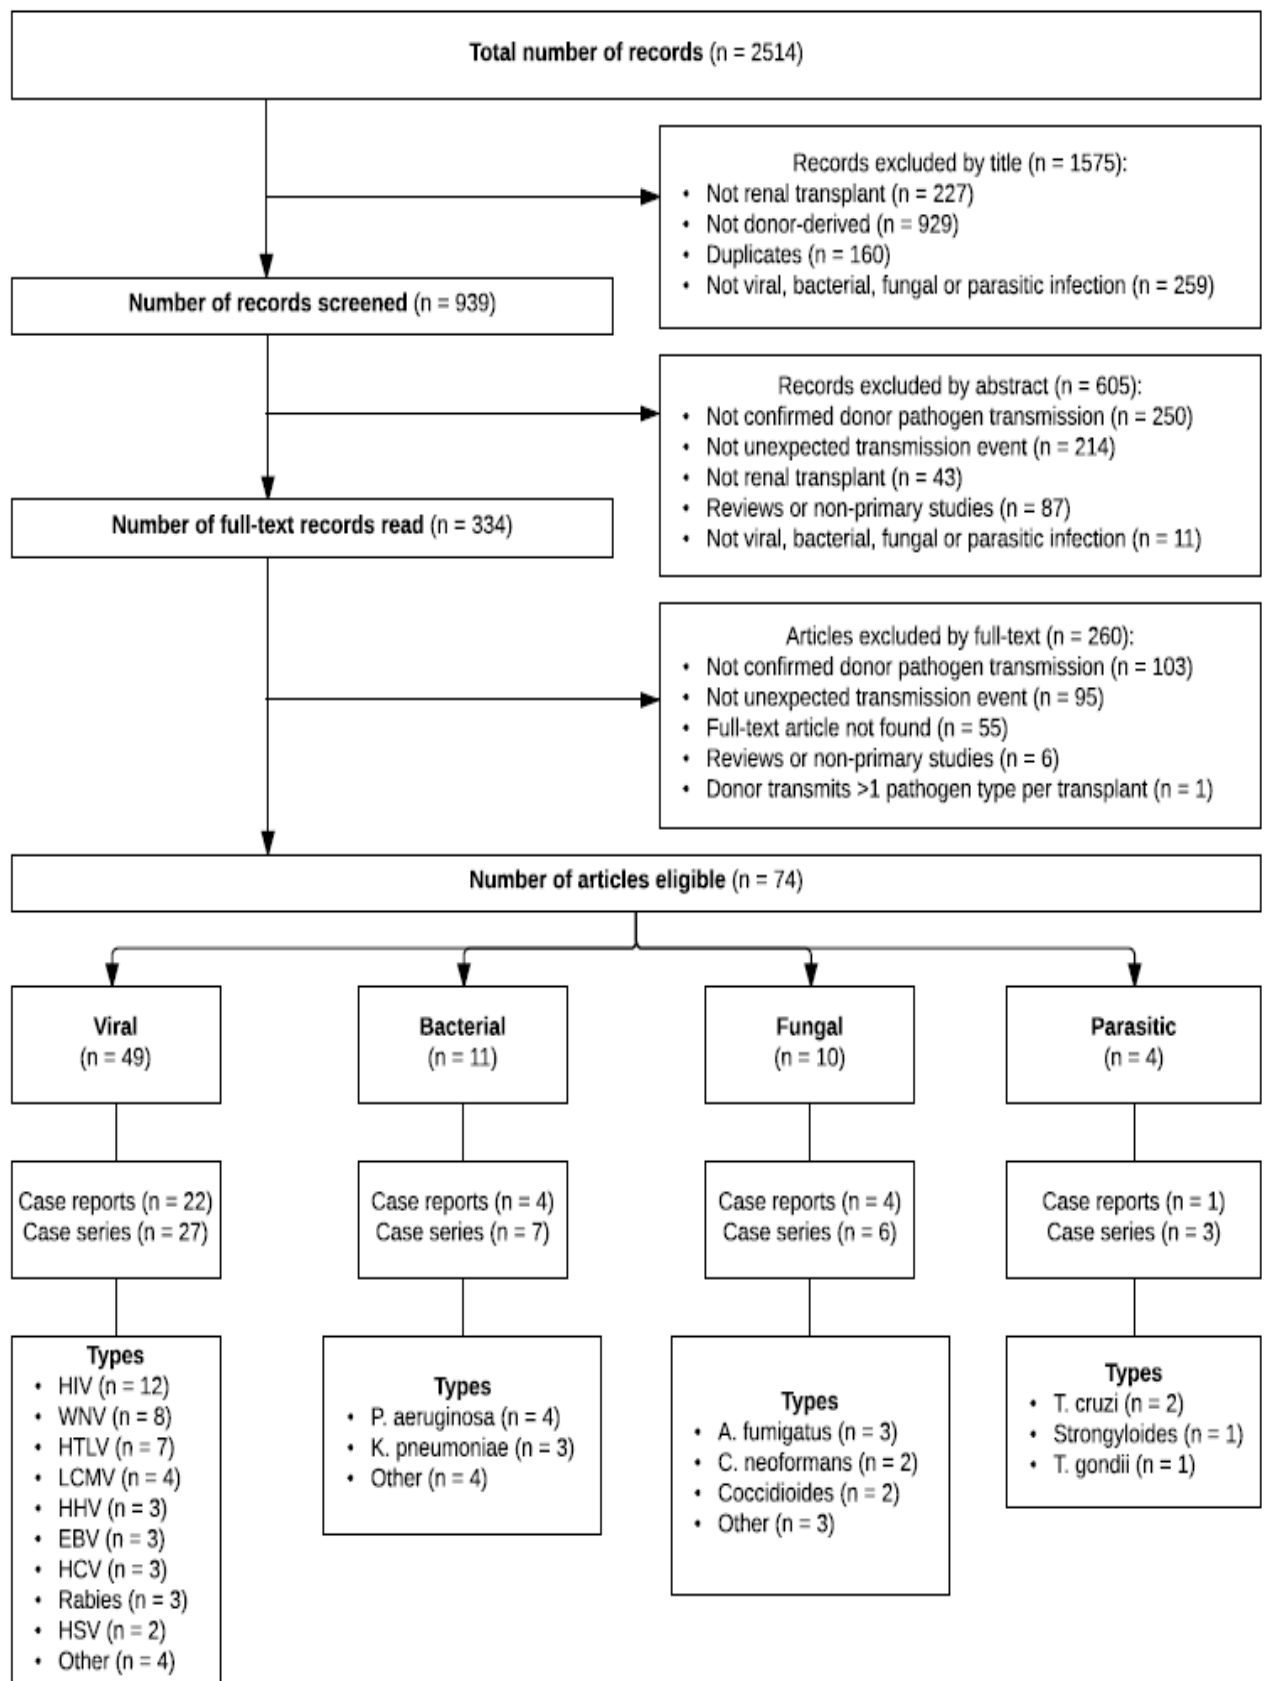 Total number of records (n = 2514)
Records excluded by title (n = 1575):
• Not renal transplant (n = 227)
• Not donor-derived (n = 929)
• Duplicates (n = 160)
• Not viral, bacterial, fungal or parasitic infection (n = 259)
Number of records screened (n = 939)
Records excluded by abstract (n = 605):
• Not confirmed donor pathogen transmission (n = 250)
• Not unexpected transmission event (n = 214)
• Not renal transplant (n = 43)
• Reviews or non-primary studies (n = 87)
• Not viral, bacterial, fungal or parasitic infection (n = 11)
Number of full-text records read (n = 334)
Articles excluded by full-text (n = 260):
• Not confirmed donor pathogen transmission (n = 103)
• Not unexpected transmission event (n = 95)
• Full-text article not found (n = 55)
• Reviews or non-primary studies (n = 6)
• Donor transmits >1 pathogen type per transplant (n = 1)
Number of articles eligible (n = 74)
Viral
(n = 49)
Case reports (n = 22)
Case series (n = 27)
Types
• HIV (n = 12)
• WNV (n = 8)
• HTLV (n = 7)
• LCMV (n = 4)
• HHV (n = 3)
• EBV (n = 3)
• HCV (n = 3)
• Rabies (n = 3)
• HSV (n = 2)
• Other (n = 4)
Bacterial
(n = 11)
Case reports (n = 4)
Case series (n = 7)
Types
• P. aeruginosa (n = 4)
• K. pneumoniae (n = 3)
• Other (n = 4)
Fungal
(n = 10)
Case reports (n = 4)
Case series (n = 6)
Types
• A. fumigatus (n = 3)
• C. neoformans (n = 2)
• Coccidioides (n = 2)
• Other (n = 3)
Parasitic
(n = 4)
Case reports (n = 1)
Case series (n = 3)
Types
• T. cruzi (n = 2)
• Strongyloides (n = 1)
• T. gondii (n = 1)